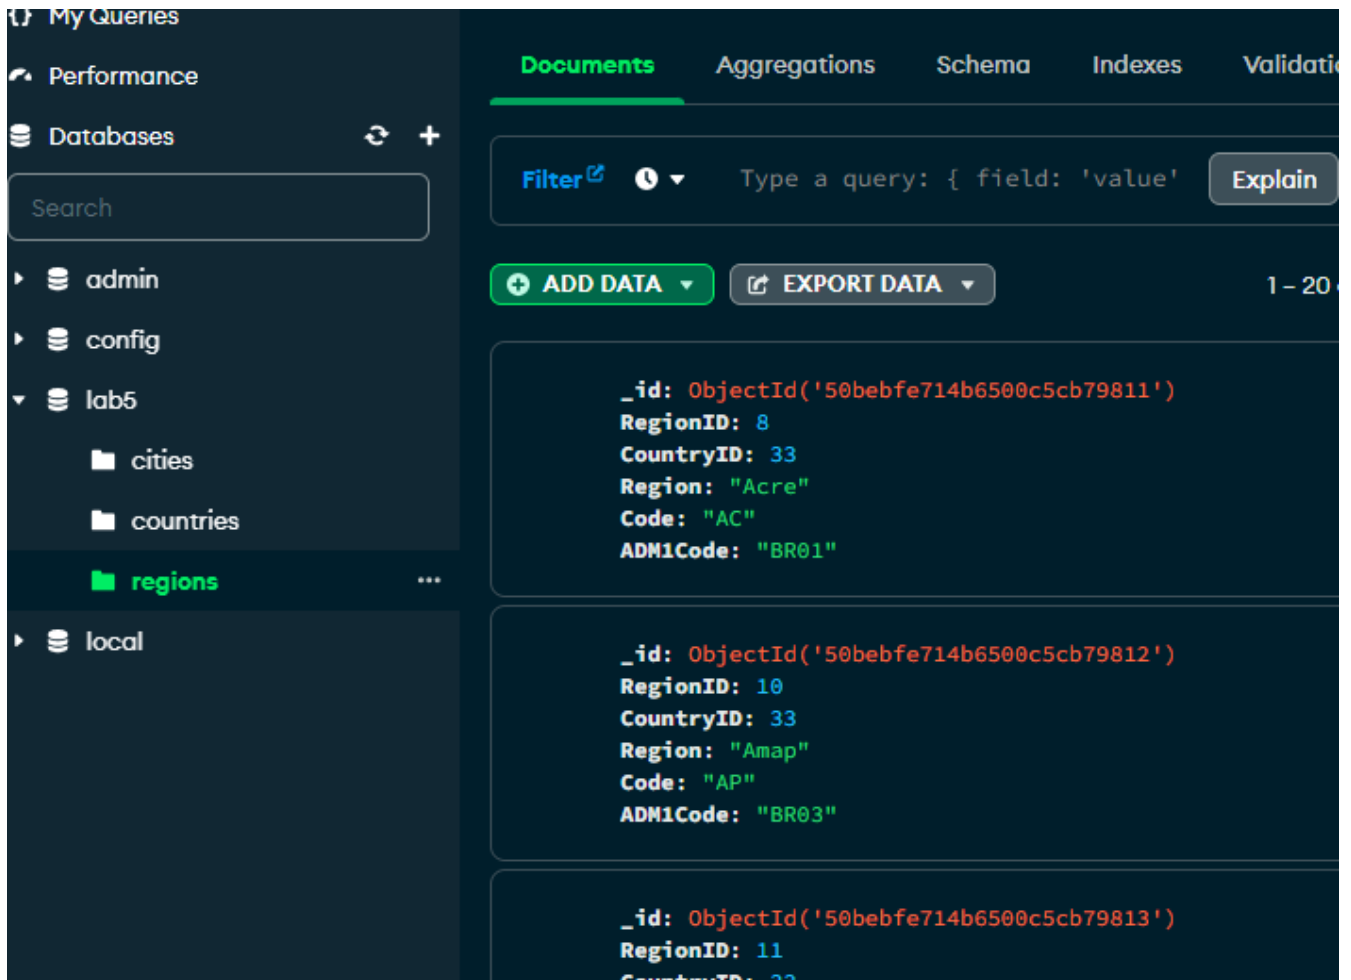 {} My Queries
Performance
Databases
Search
admin
config
lab5
cities
countries
regions
local
Documents Aggregations Schema Indexes
Filter Type a query: { field: 'value' Explain
ADD DATA EXPORT DATA 1 – 20
_id: ObjectId('50bebfe714b6500c5cb79811')
RegionID: 8
CountryID: 33
Region: "Acre"
Code: "AC"
ADM1Code: "BR01"
_id: ObjectId('50bebfe714b6500c5cb79812')
RegionID: 10
CountryID: 33
Region: "Amap"
Code: "AP"
ADM1Code: "BR03"
_id: ObjectId('50bebfe714b6500c5cb79813')
RegionID: 11